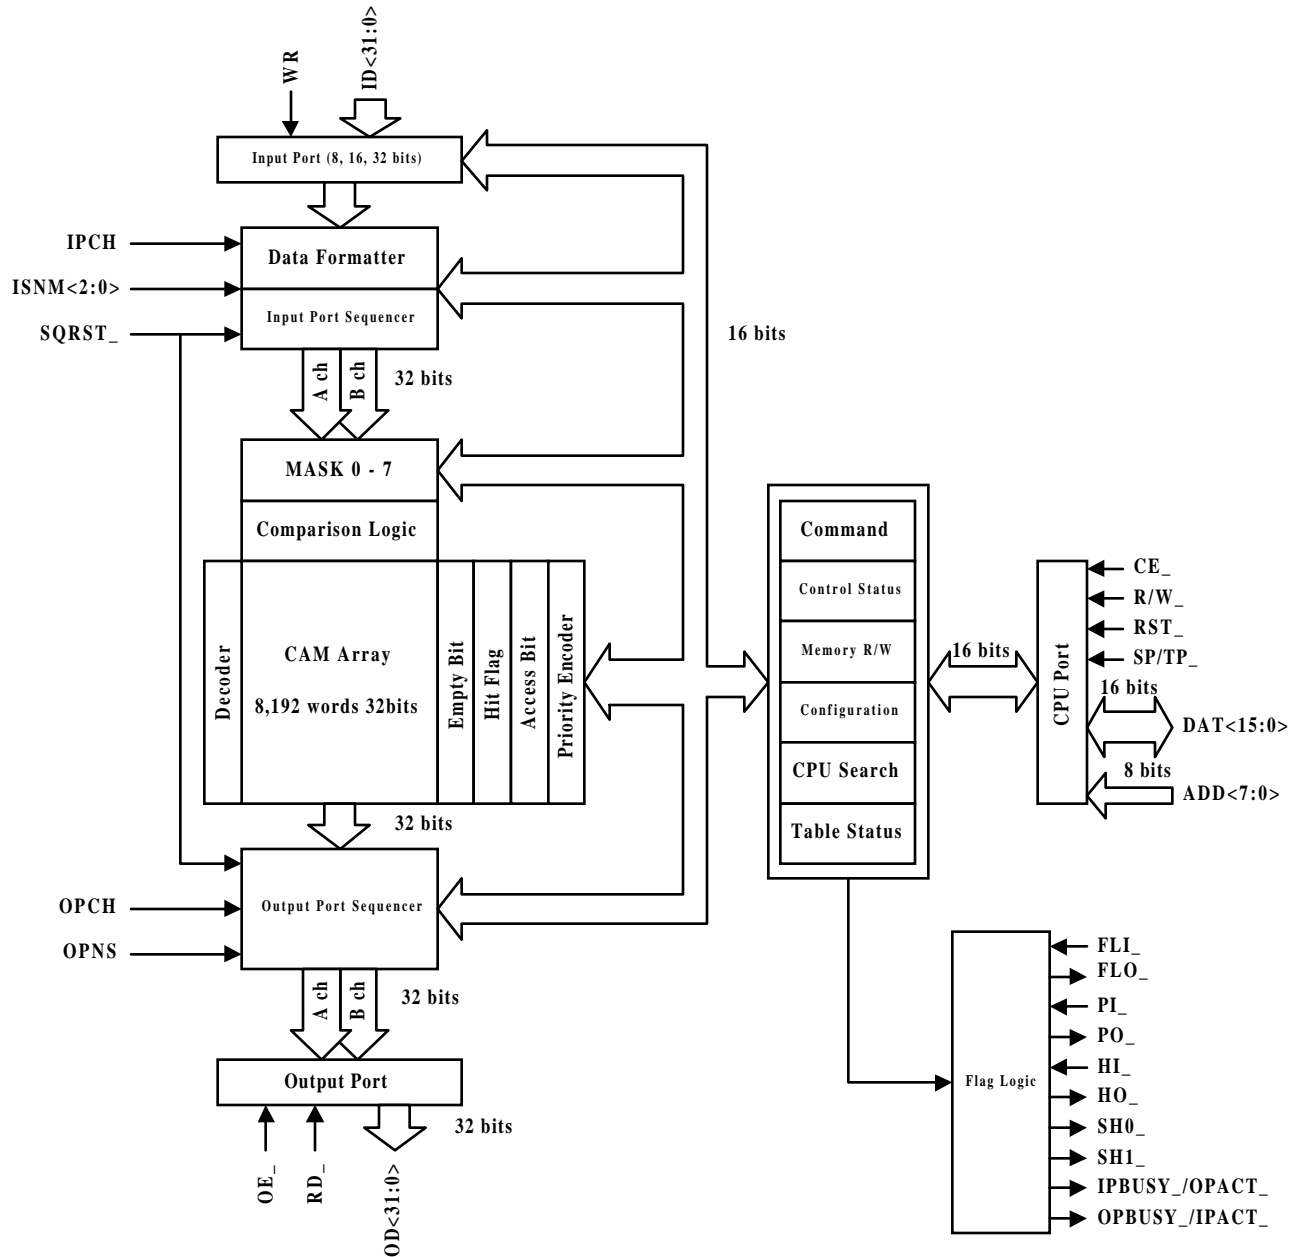 WR
ID<31:0>
Input Port (8, 16, 32 bits)
IPCH
Data Formatter
ISNM<2:0>
Input Port Sequencer
SQRST_
16 bits
A ch
B ch
32 bits
MASK 0 - 7
Comparison Logic
Decoder
CAM Array
8,192 words 32bits
Empty Bit
Hit Flag
Access Bit
Priority Encoder
Command
Control Status
Memory R/W
Configuration
CPU Search
Table Status
16 bits
CPU Port
CE_
R/W_
RST_
SP/TP_
16 bits
DAT<15:0>
8 bits
ADD<7:0>
32 bits
Output Port Sequencer
OPCH
OPNS
A ch
B ch
32 bits
Output Port
32 bits
OE_
RD_
OD<31:0>
Flag Logic
FLI_
FLO_
PI_
PO_
HI_
HO_
SH0_
SH1_
IPBUSY_/OPACT_
OPBUSY_/IPACT_